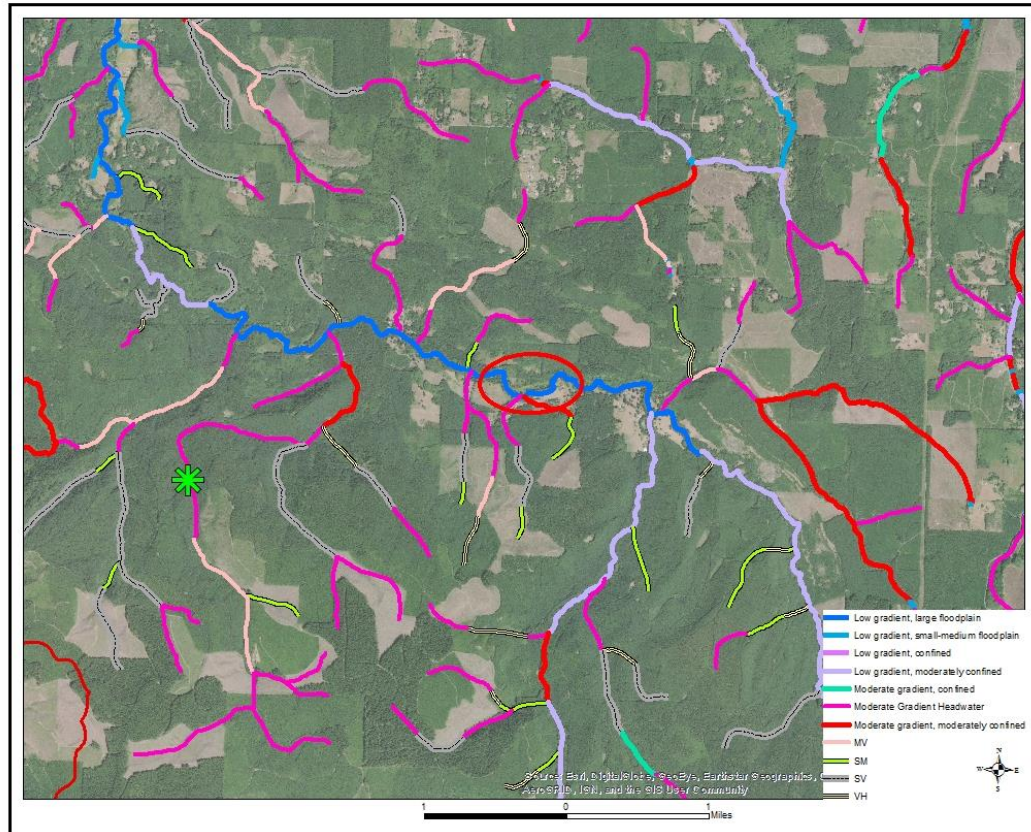 Low gradient, large floodplain
Low gradient, small-medium floodplain
Low gradient, confined
Low gradient, moderately confined
Moderate gradient, confined
Moderate Gradient Headwater
Moderate gradient, moderately confined
MV
SM
SV
VH
N
W E
S
Source: Esri, DigitalGlobe, GeoEye, Earthstar Geographics,
AeroGRID, IGN, and the GIS User Community
1 0 1
Miles